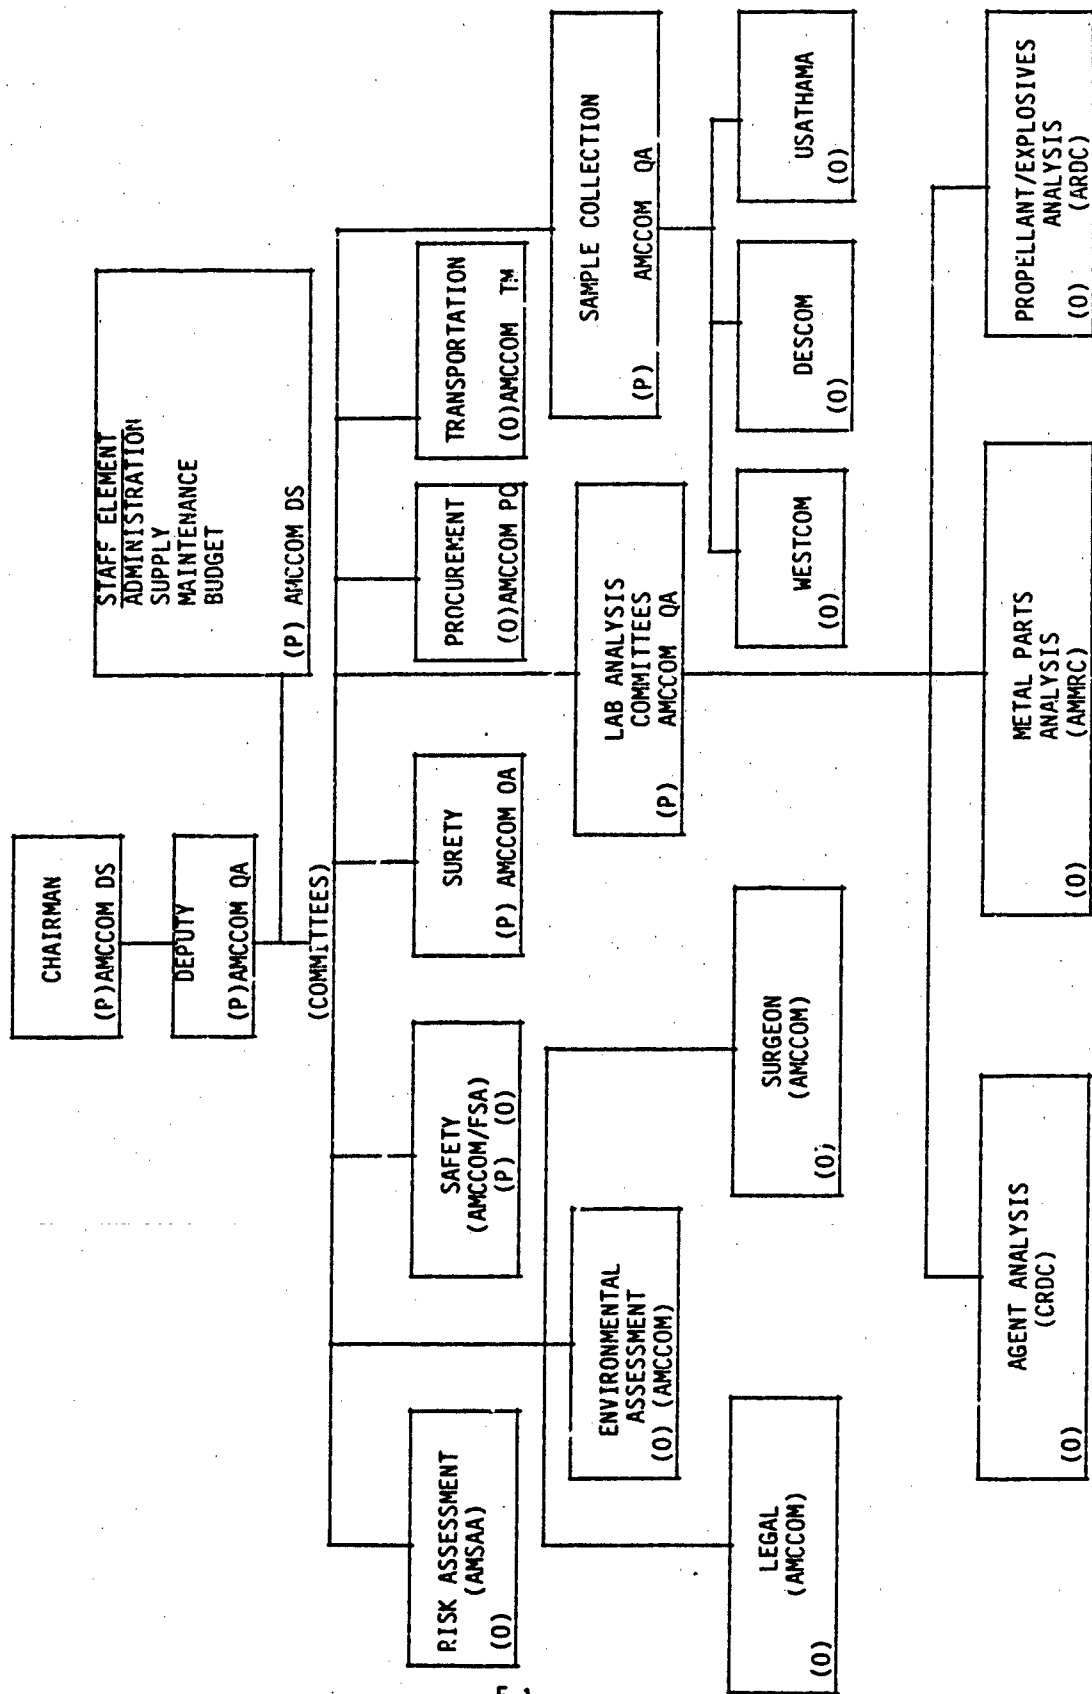 CHAIRMAN
(P)AMCCOM DS
DEPUTY
(P)AMCCOM QA
STAFF ELEMENT
ADMINISTRATION
SUPPLY
MAINTENANCE
BUDGET
(P) AMCCOM DS
(COMMITTEES)
RISK ASSESSMENT
(AMSAA)
(O)
SAFETY
(AMCCOM/FSA)
(P) (O)
SURETY
(P) AMCCOM OA
PROCUREMENT
(O)AMCCOM PC
TRANSPORTATION
(O)AMCCOM TM
ENVIRONMENTAL
ASSESSMENT
(O) (AMCCOM)
LAB ANALYSIS
COMMITTEES
(P) AMCCOM QA
SAMPLE COLLECTION
(P) AMCCOM QA
LEGAL
(AMCCOM)
(O)
SURGEON
(AMCCOM)
(O)
WESTCOM
(O)
DESCOM
(O)
USATHAMA
(O)
AGENT ANALYSIS
(CRDC)
(O)
METAL PARTS
ANALYSIS
(AMMRC)
(O)
PROPELLANT/EXPLOSIVES
ANALYSIS
(O) (ARDC)